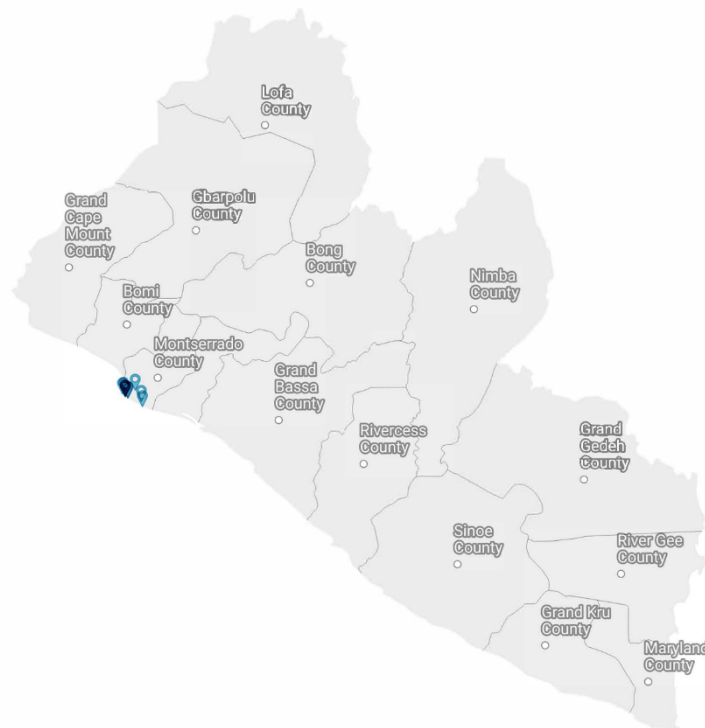 Lofa
County
Grand
Cape
Mount
County
Gbarpolu
County
Bong
County
Nimba
County
Bomi
County
Montserrado
County
Grand
Bassa
County
Rivercess
County
Grand
Gedeh
County
Sinoe
County
River Gee
County
Grand Kru
County
Maryland
County